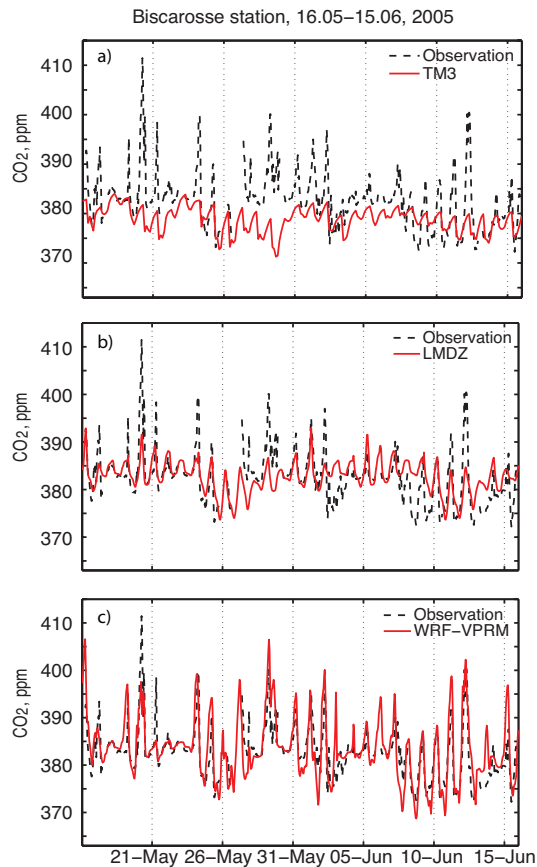 Biscarosse station, 16.05−15.06, 2005
a)
Observation
TM3
CO2, ppm
410
400
390
380
370
b)
Observation
LMDZ
CO2, ppm
410
400
390
380
370
c)
Observation
WRF−VPRM
CO2, ppm
410
400
390
380
370
21−May 26−May 31−May 05−Jun 10−Jun 15−Jun